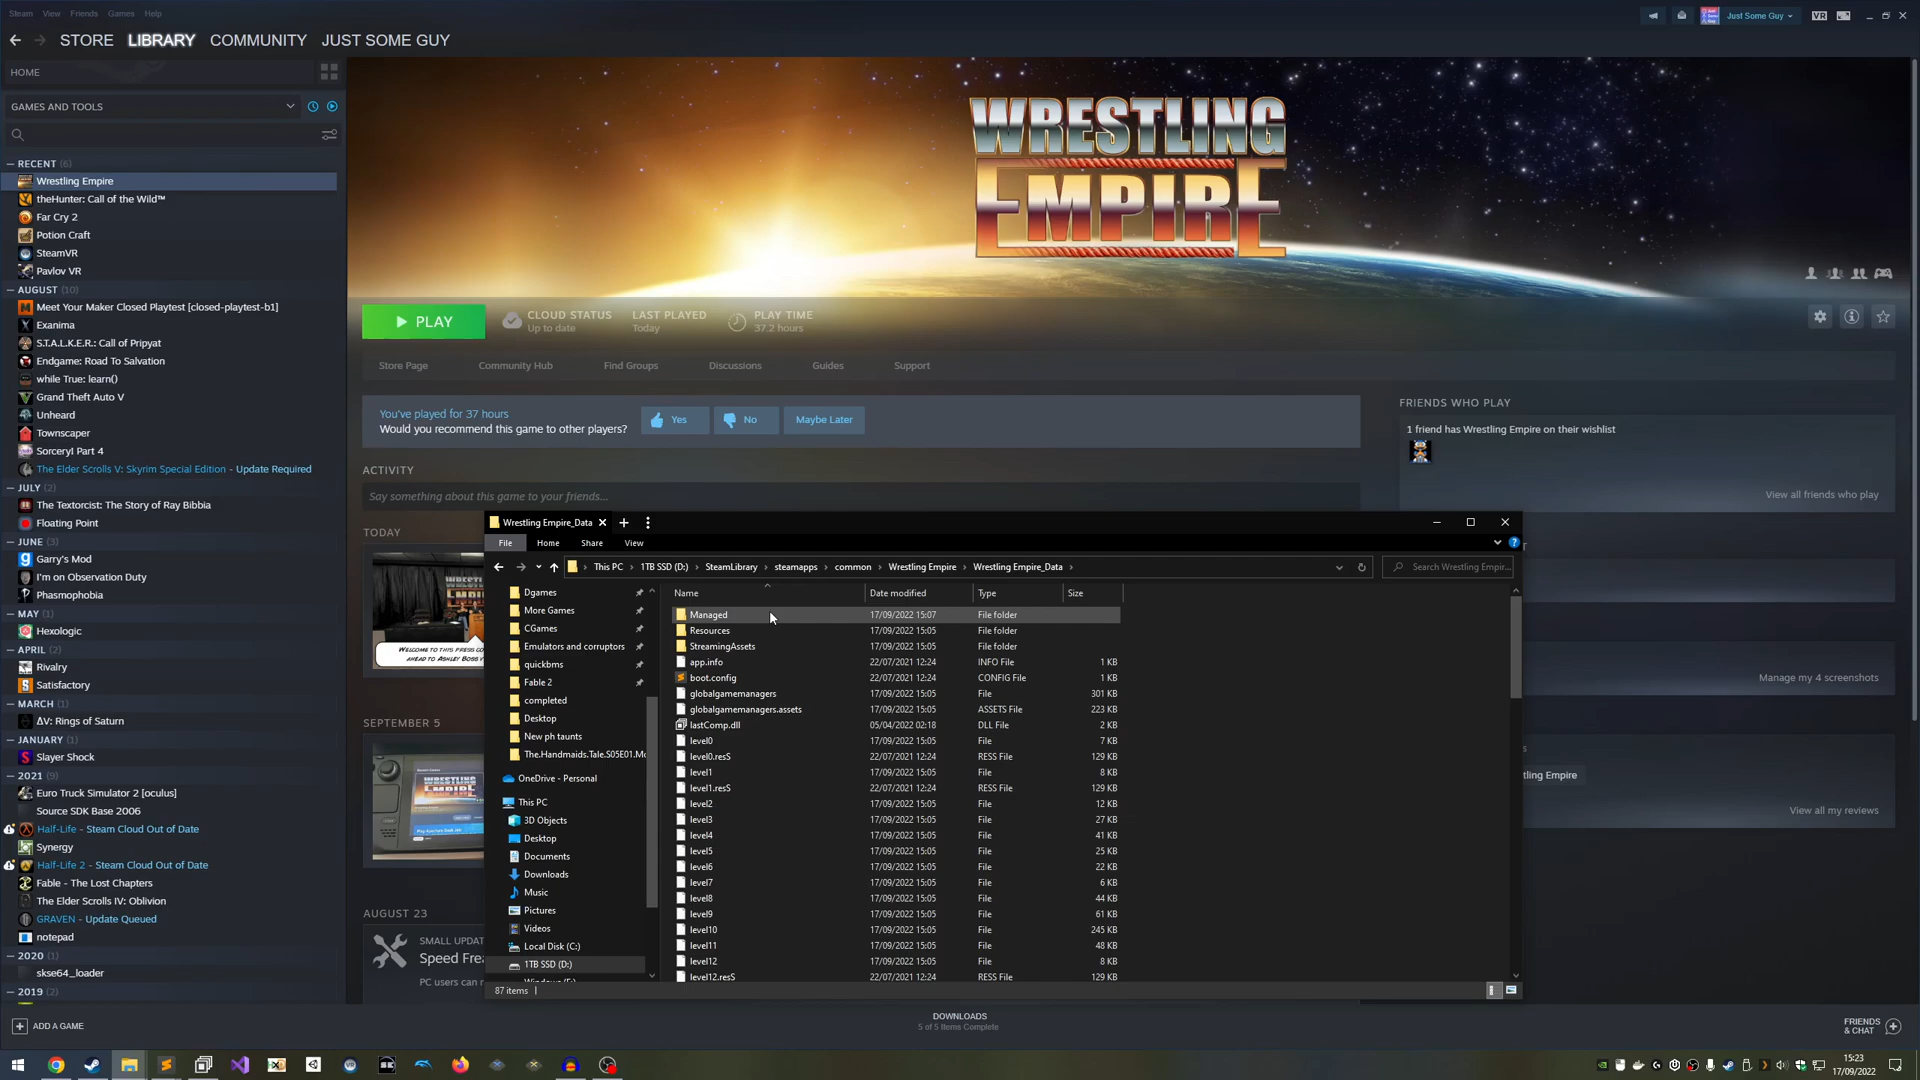 Steam View Friends Games Help
Just Some Guy
VR
STORE LIBRARY COMMUNITY JUST SOME GUY
HOME
GAMES AND TOOLS
RECENT (6)
Wrestling Empire
theHunter: Call of the Wild™
Far Cry 2
Potion Craft
SteamVR
Pavlov VR
AUGUST (10)
Meet Your Maker Closed Playtest [closed-playtest-b1]
Exanima
S.T.A.L.K.E.R.: Call of Pripyat
Endgame: Road To Salvation
while True: learn()
Grand Theft Auto V
Unheard
Townscaper
Sorcery! Part 4
The Elder Scrolls V: Skyrim Special Edition - Update Required
JULY (2)
The Textorcist: The Story of Ray Bibbia
Floating Point
JUNE (3)
Garry's Mod
I'm on Observation Duty
Phasmophobia
MAY (1)
Hexologic
APRIL (2)
Rivalry
Satisfactory
MARCH (1)
ΔV: Rings of Saturn
JANUARY (1)
Slayer Shock
2021 (9)
Euro Truck Simulator 2 [oculus]
Source SDK Base 2006
Half-Life - Steam Cloud Out of Date
Synergy
Half-Life 2 - Steam Cloud Out of Date
Fable - The Lost Chapters
The Elder Scrolls IV: Oblivion
GRAVEN - Update Queued
notepad
2020 (2)
skse64_loader
2019 (2)
ADD A GAME
WRESTLING
EMPIRE
PLAY
CLOUD STATUS
Up to date
LAST PLAYED
Today
PLAY TIME
37.2 hours
Store Page Community Hub Find Groups Discussions Guides Support
You've played for 37 hours
Would you recommend this game to other players?
Yes No Maybe Later
ACTIVITY
Say something about this game to your friends...
TODAY
WELCOME TO THIS PRESS CO
AHEAD TO ASHLEY BOSS V
SEPTEMBER 5
AUGUST 23
SMALL UPDAT
Speed Frea
PC users can n
FRIENDS WHO PLAY
1 friend has Wrestling Empire on their wishlist
View all friends who play
Manage my 4 screenshots
tling Empire
View all my reviews
Wrestling Empire_Data
File Home Share View
This PC 1TB SSD (D:) SteamLibrary steamapps common Wrestling Empire Wrestling Empire_Data
Search Wrestling Empir...
Dgames
More Games
CGames
Emulators and corruptors
quickbms
Fable 2
completed
Desktop
New ph taunts
The.Handmaids.Tale.S05E01.Mo
OneDrive - Personal
This PC
3D Objects
Desktop
Documents
Downloads
Music
Pictures
Videos
Local Disk (C:)
1TB SSD (D:)
Name Date modified Type Size
Managed 17/09/2022 15:07 File folder
Resources 17/09/2022 15:05 File folder
StreamingAssets 17/09/2022 15:05 File folder
app.info 22/07/2021 12:24 INFO File 1 KB
boot.config 22/07/2021 12:24 CONFIG File 1 KB
globalgamemanagers 17/09/2022 15:05 File 301 KB
globalgamemanagers.assets 17/09/2022 15:05 ASSETS File 223 KB
lastComp.dll 05/04/2022 02:18 DLL File 2 KB
level0 17/09/2022 15:05 File 7 KB
level0.resS 22/07/2021 12:24 RESS File 129 KB
level1 17/09/2022 15:05 File 8 KB
level1.resS 22/07/2021 12:24 RESS File 129 KB
level2 17/09/2022 15:05 File 12 KB
level3 17/09/2022 15:05 File 27 KB
level4 17/09/2022 15:05 File 41 KB
level5 17/09/2022 15:05 File 25 KB
level6 17/09/2022 15:05 File 22 KB
level7 17/09/2022 15:05 File 6 KB
level8 17/09/2022 15:05 File 44 KB
level9 17/09/2022 15:05 File 61 KB
level10 17/09/2022 15:05 File 245 KB
level11 17/09/2022 15:05 File 48 KB
level12 17/09/2022 15:05 File 8 KB
level12.resS 22/07/2021 12:24 RESS File 129 KB
87 items
DOWNLOADS
5 of 5 Items Complete
FRIENDS
& CHAT
15:23
17/09/2022